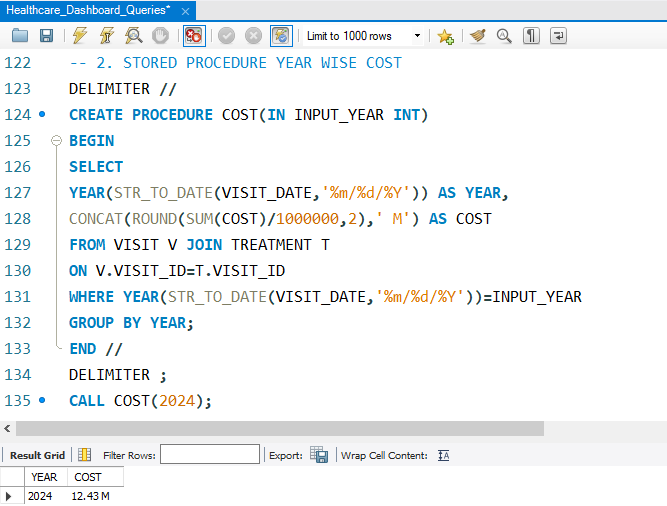 Healthcare_Dashboard_Queries*
Limit to 1000 rows
122 -- 2. STORED PROCEDURE YEAR WISE COST
123 DELIMITER //
124 CREATE PROCEDURE COST(IN INPUT_YEAR INT)
125 BEGIN
126 SELECT
127 YEAR(STR_TO_DATE(VISIT_DATE,'%m/%d/%Y')) AS YEAR,
128 CONCAT(ROUND(SUM(COST)/1000000,2),' M') AS COST
129 FROM VISIT V JOIN TREATMENT T
130 ON V.VISIT_ID=T.VISIT_ID
131 WHERE YEAR(STR_TO_DATE(VISIT_DATE,'%m/%d/%Y'))=INPUT_YEAR
132 GROUP BY YEAR;
133 END //
134 DELIMITER ;
135 CALL COST(2024);
Result Grid Filter Rows: Export: Wrap Cell Content:
YEAR COST
2024 12.43 M